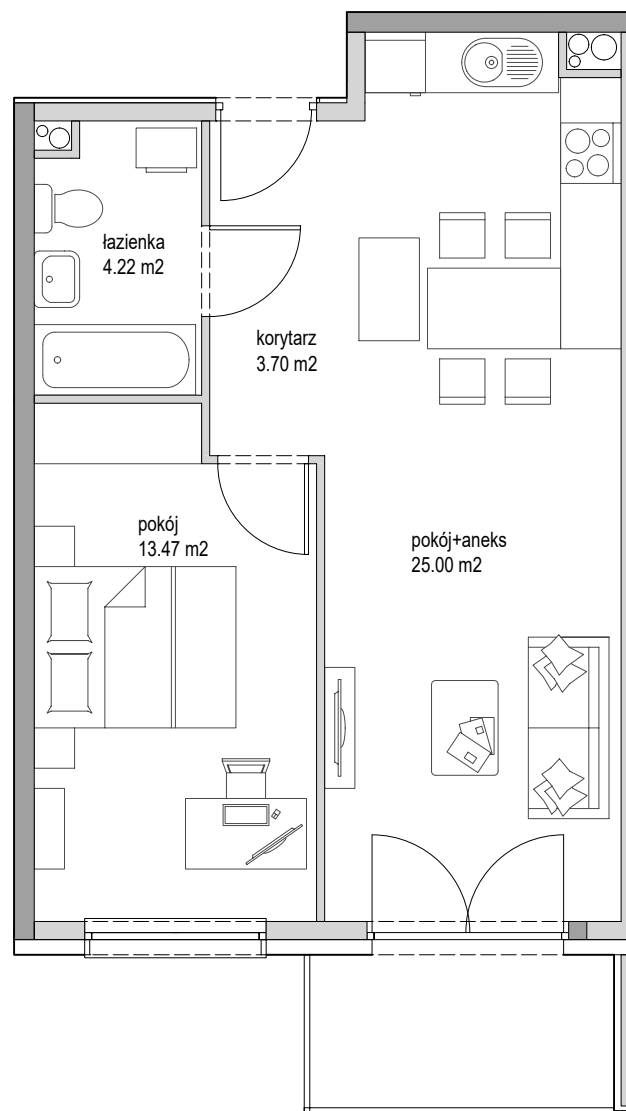 łazienka
4.22 m2
korytarz
3.70 m2
pokój
13.47 m2
pokój+aneks
25.00 m2